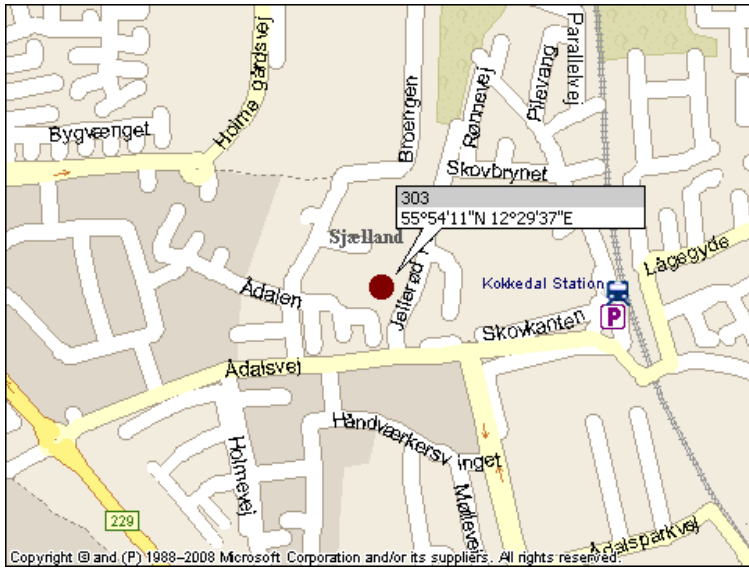 Parallelvej
Pilevang
Holme gårdsvej
Rønnevej
Broengen
Bygvænget
Skovbrynet
303
55°54'11"N 12°29'37"E
Sjælland
Lågegyde
Kokkedal Station
Ådalen
P
Skovkanten
Ådalsvej
Håndværkersv inget
Holmevej
Møllevej
229
Ådalsparkvej
Copyright © and (P) 1988–2008 Microsoft Corporation and/or its suppliers. All rights reserved.